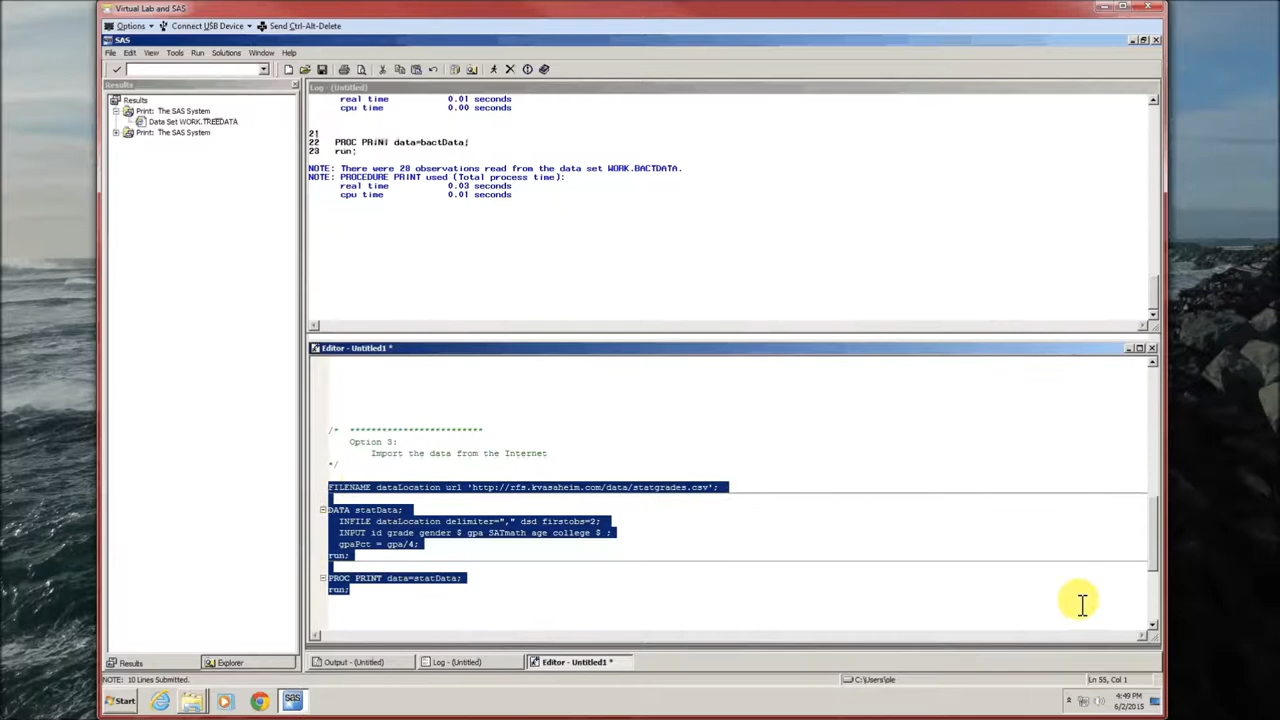 Virtual Lab and SAS
Options Connect USB Device Send Ctrl-Alt-Delete
SAS
File Edit View Tools Run Solutions Window Help
Results
Log - (Untitled)
Results
Print: The SAS System
Data Set WORK.TREEDATA
Print: The SAS System
real time 0.01 seconds
cpu time 0.00 seconds
21
22 PROC PRINT data=bactData;
23 run;
NOTE: There were 20 observations read from the data set WORK.BACTDATA.
NOTE: PROCEDURE PRINT used (Total process time):
real time 0.03 seconds
cpu time 0.01 seconds
Editor - Untitled1 *
/* *************************
Option 3:
Import the data from the Internet
*/
FILENAME dataLocation url 'http://rfs.kvasaheim.com/data/statgrades.csv';
DATA statData;
INFILE dataLocation delimiter="," dsd firstobs=2;
INPUT id grade gender $ gpa SATmath age college $ ;
gpaPct = gpa/4;
run;
PROC PRINT data=statData;
run;
Results Explorer Output - (Untitled) Log - (Untitled) Editor - Untitled1 *
NOTE: 10 Lines Submitted. C:\Users\ple Ln 55, Col 1
Start sas 4:49 PM
6/2/2015